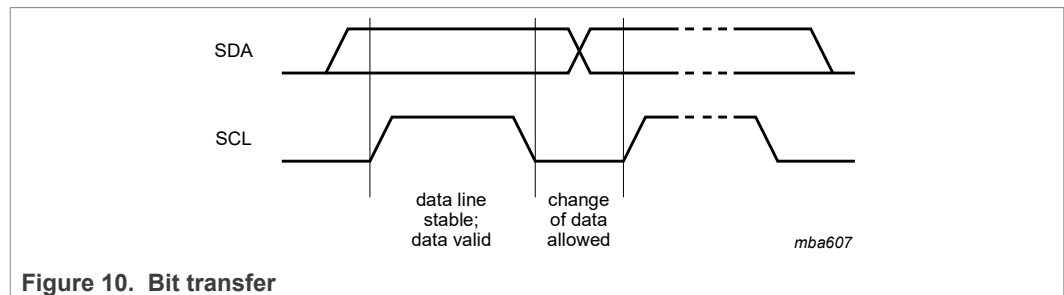 SDA
SCL
data line
stable;
data valid
change
of data
allowed
mba607
Figure 10. Bit transfer